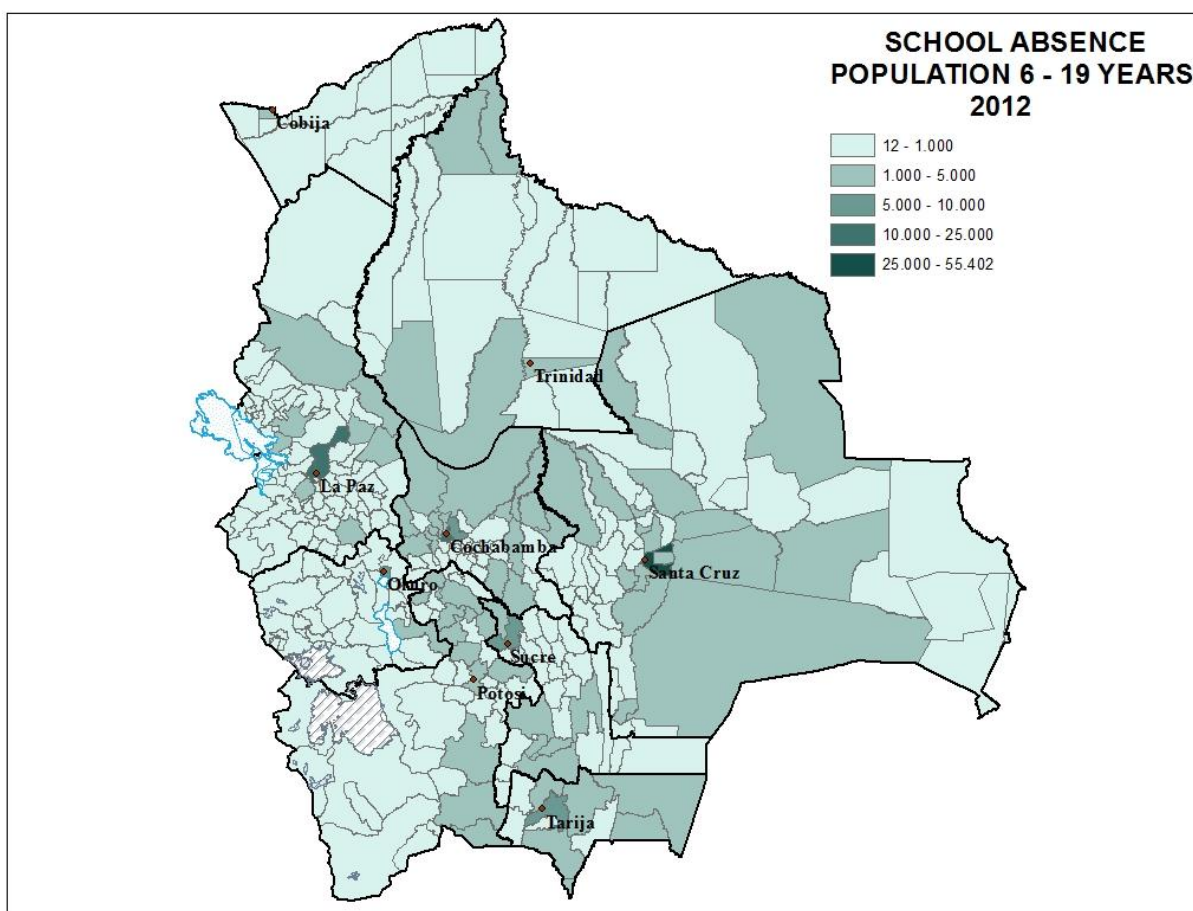 SCHOOL ABSENCE
POPULATION 6 - 19 YEARS
2012
12 - 1.000
1.000 - 5.000
5.000 - 10.000
10.000 - 25.000
25.000 - 55.402
Cobija
Trinidad
La Paz
Cochabamba
Santa Cruz
Oruro
Sucre
Potosi
Tarija